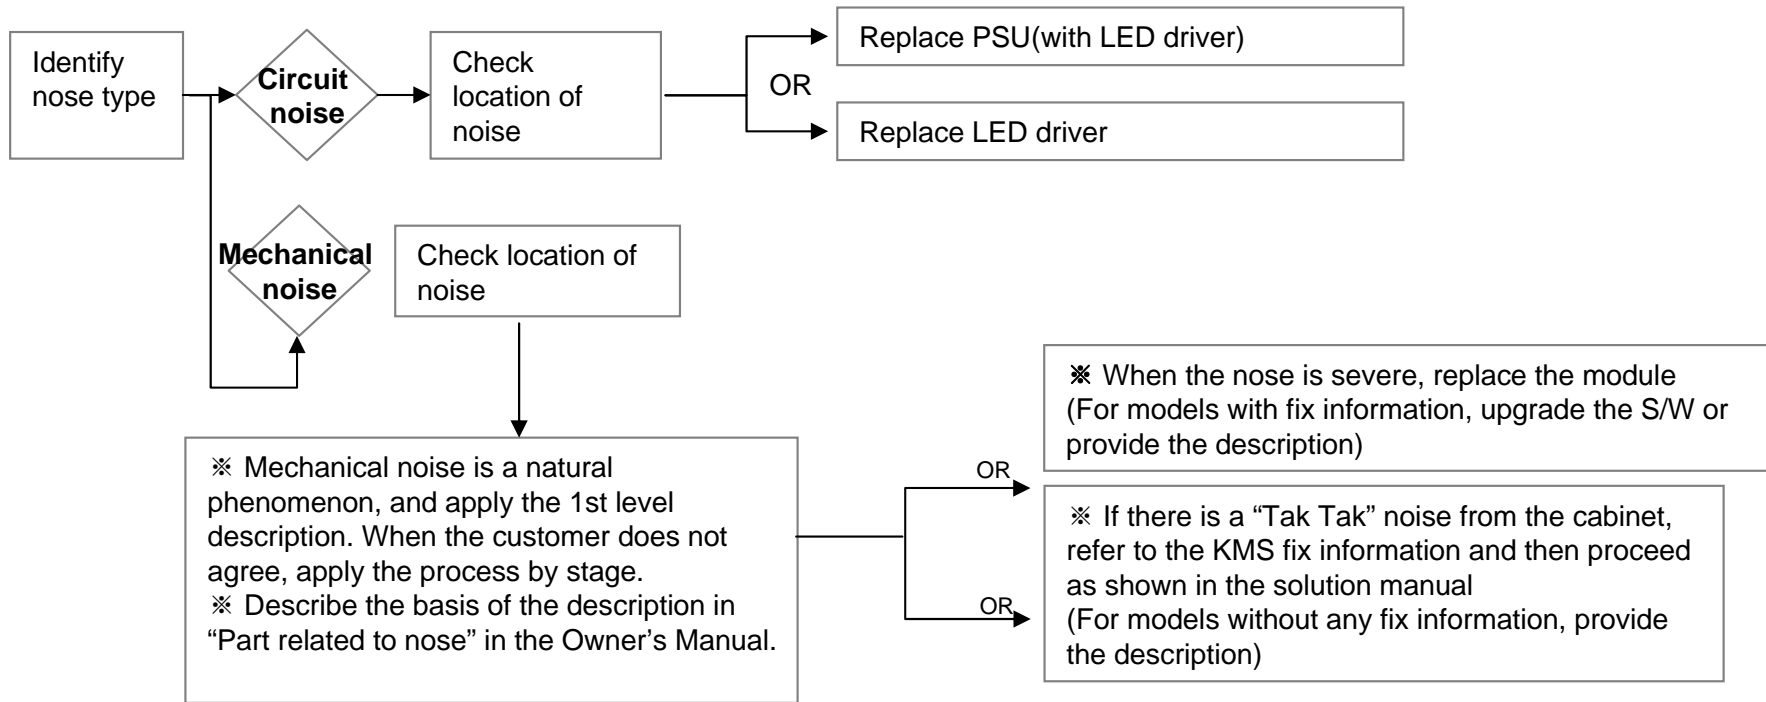 Identify
nose type
Circuit
noise
Check
location of
noise
OR
Replace PSU(with LED driver)
Replace LED driver
Mechanical
noise
Check location of
noise
※ Mechanical noise is a natural
phenomenon, and apply the 1st level
description. When the customer does not
agree, apply the process by stage.
※ Describe the basis of the description in
“Part related to nose” in the Owner’s Manual.
OR
※ When the nose is severe, replace the module
(For models with fix information, upgrade the S/W or
provide the description)
OR
※ If there is a “Tak Tak” noise from the cabinet,
refer to the KMS fix information and then proceed
as shown in the solution manual
(For models without any fix information, provide
the description)